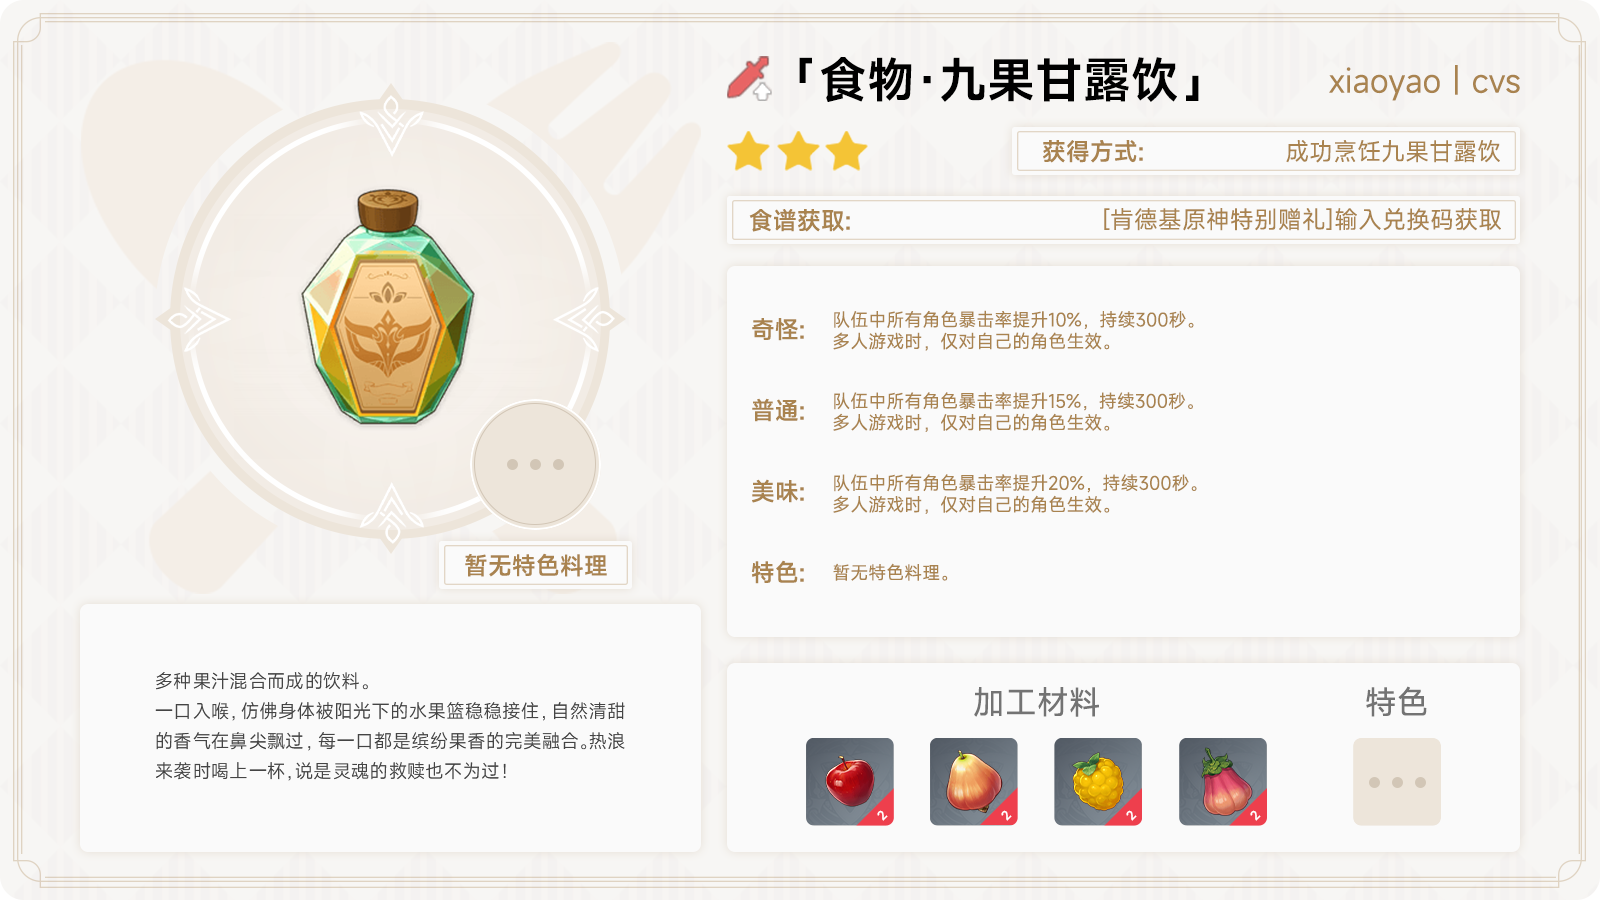 「食物·九果甘露饮」
xiaoyao | cvs
获得方式:
成功烹饪九果甘露饮
食谱获取:
[肯德基原神特别赠礼]输入兑换码获取
奇怪:
队伍中所有角色暴击率提升10%，持续300秒。
多人游戏时，仅对自己的角色生效。
普通:
队伍中所有角色暴击率提升15%，持续300秒。
多人游戏时，仅对自己的角色生效。
美味:
队伍中所有角色暴击率提升20%，持续300秒。
多人游戏时，仅对自己的角色生效。
特色:
暂无特色料理。
暂无特色料理
多种果汁混合而成的饮料。
一口入喉,仿佛身体被阳光下的水果篮稳稳接住,自然清甜
的香气在鼻尖飘过,每一口都是缤纷果香的完美融合。热浪
来袭时喝上一杯,说是灵魂的救赎也不为过!
加工材料
特色
2
2
2
2